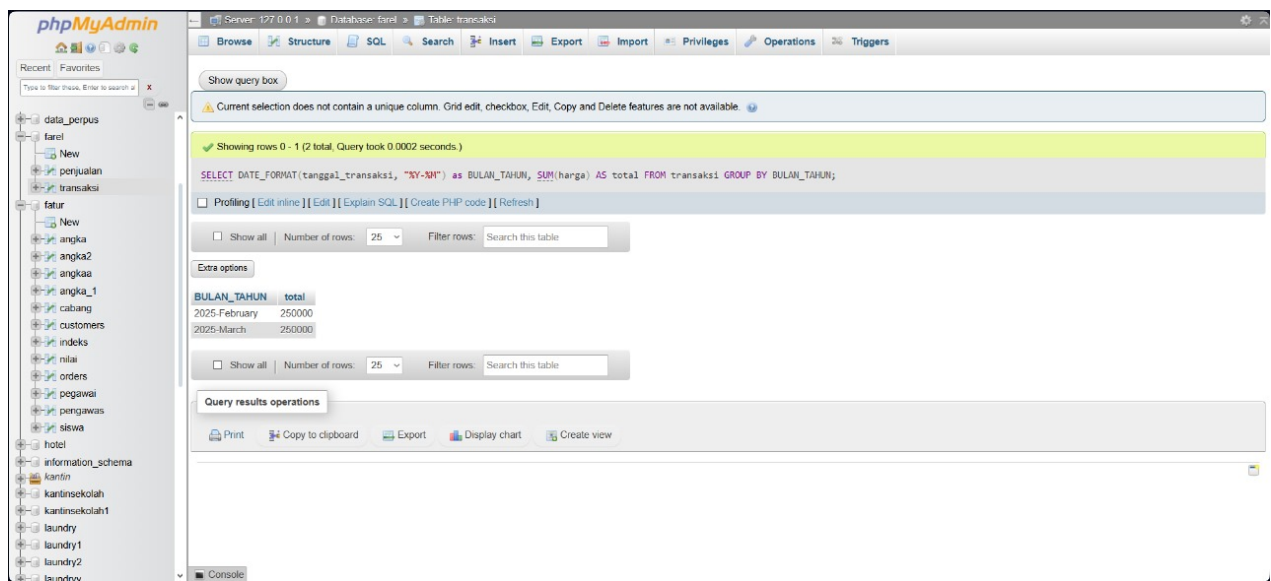 phpMyAdmin
Recent Favorites
Type to filter these, Enter to search al X
data_perpus
farel
New
penjualan
transaksi
fatur
New
angka
angka2
angkaa
angka_1
cabang
customers
indeks
nilai
orders
pegawai
pengawas
siswa
hotel
information_schema
kantin
kantinsekolah
kantinsekolah1
laundry
laundry1
laundry2
laundryy
Server: 127.0.0.1 » Database: farel » Table: transaksi
Browse Structure SQL Search Insert Export Import Privileges Operations Triggers
Show query box
Current selection does not contain a unique column. Grid edit, checkbox, Edit, Copy and Delete features are not available.
Showing rows 0 - 1 (2 total, Query took 0.0002 seconds.)
SELECT DATE_FORMAT(tanggal_transaksi, "%Y-%M") as BULAN_TAHUN, SUM(harga) AS total FROM transaksi GROUP BY BULAN_TAHUN;
Profiling [ Edit inline ] [ Edit ] [ Explain SQL ] [ Create PHP code ] [ Refresh ]
Show all | Number of rows: 25 Filter rows: Search this table
Extra options
BULAN_TAHUN total
2025-February 250000
2025-March 250000
Show all | Number of rows: 25 Filter rows: Search this table
Query results operations
Print Copy to clipboard Export Display chart Create view
Console